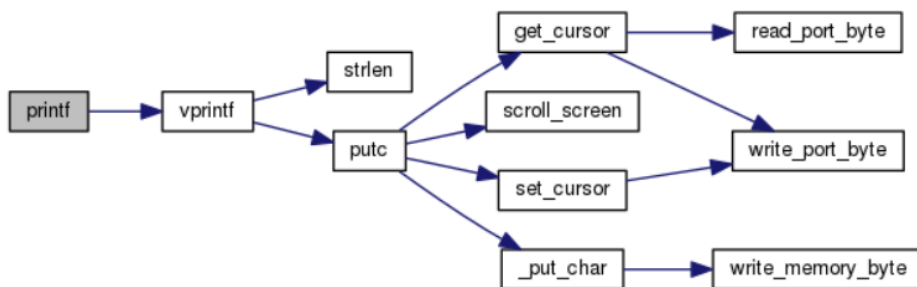 get_cursor
read_port_byte
strlen
printf
vprintf
scroll_screen
putc
write_port_byte
set_cursor
_put_char
write_memory_byte